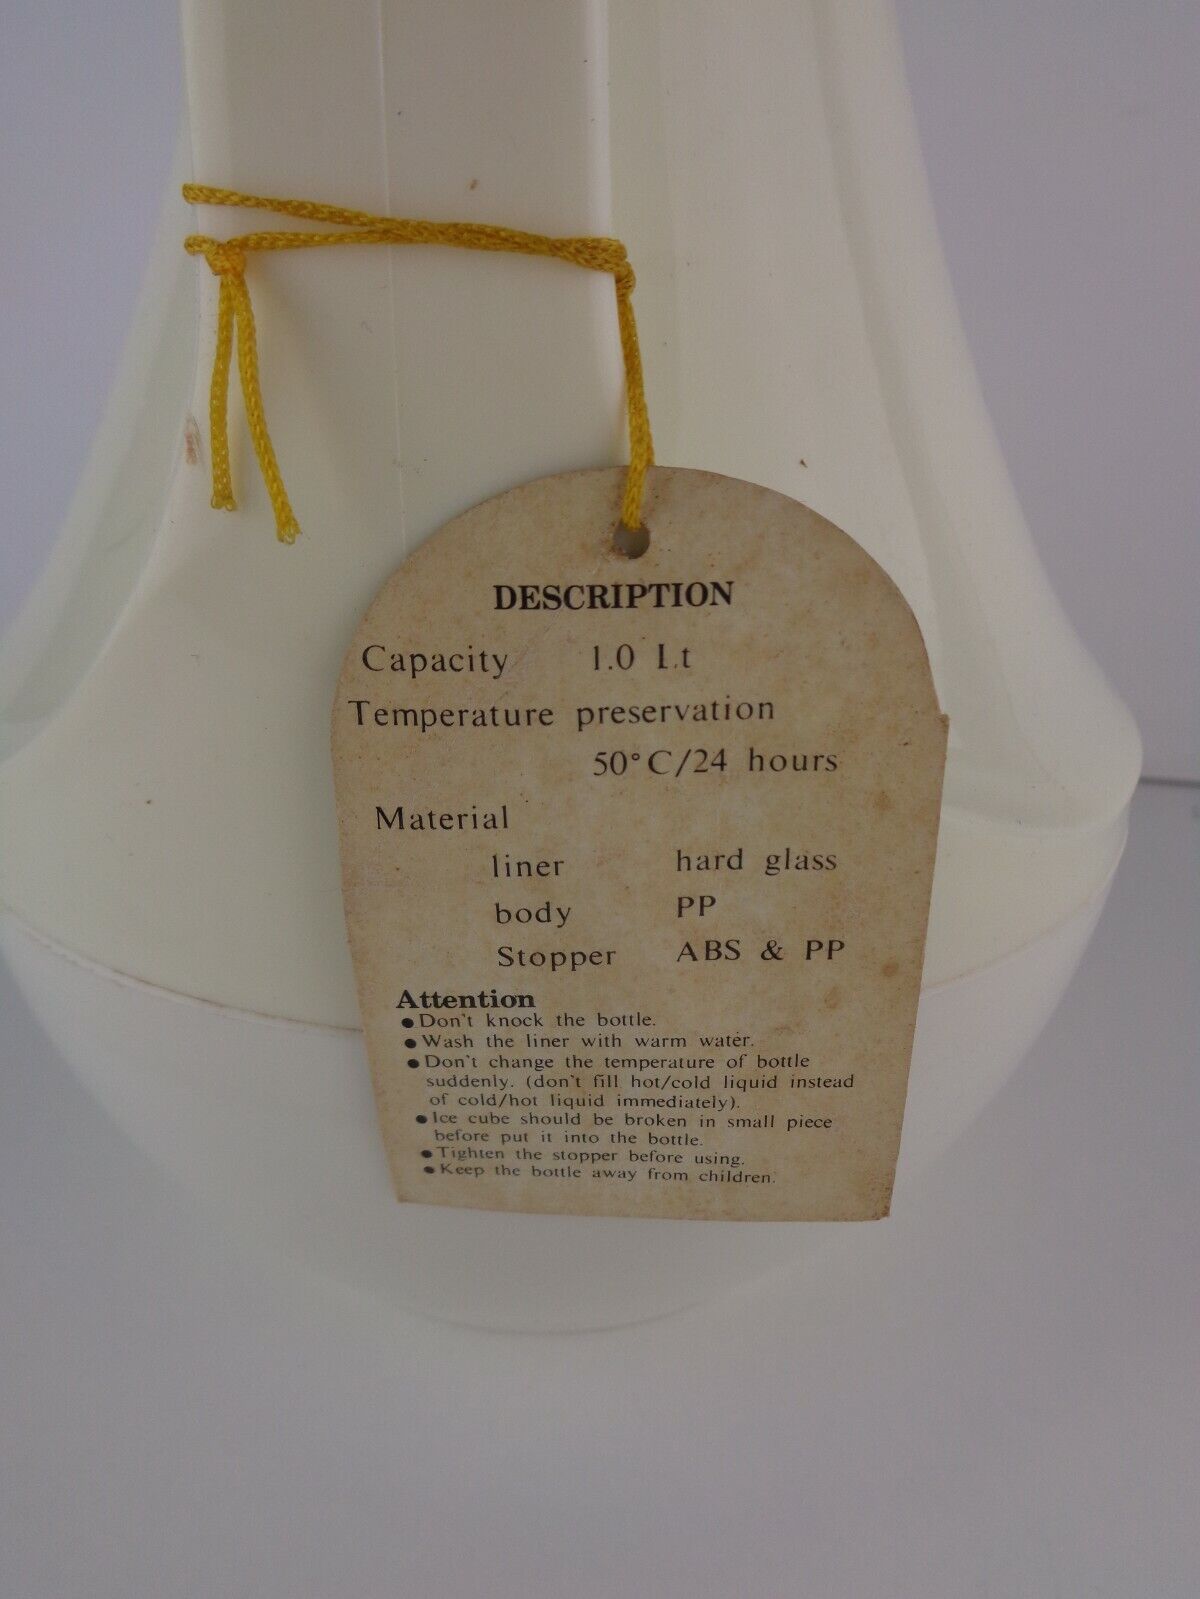 DESCRIPTION
Capacity 1.0 Lt
Temperature preservation
50°C/24 hours
Material
liner hard glass
body PP
Stopper ABS & PP
Attention
● Don't knock the bottle.
● Wash the liner with warm water.
● Don't change the temperature of bottle
suddenly. (don't fill hot/cold liquid instead
of cold/hot liquid immediately).
● Ice cube should be broken in small piece
before put it into the bottle.
● Tighten the stopper before using.
● Keep the bottle away from children.